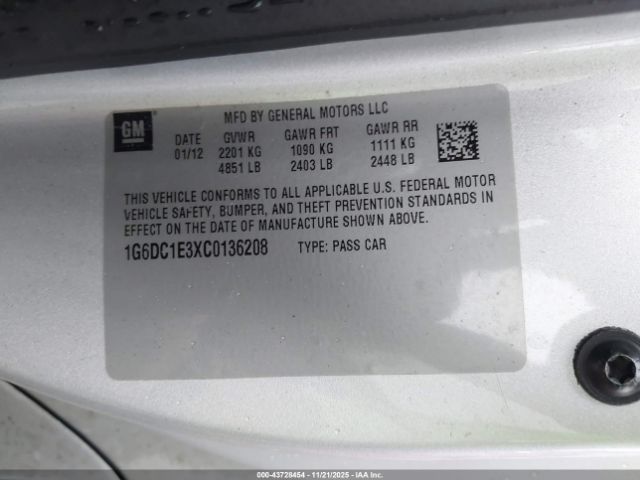 GM
MFD BY GENERAL MOTORS LLC
DATE GVWR GAWR FRT GAWR RR
01/12 2201 KG 1090 KG 1111 KG
4851 LB 2403 LB 2448 LB
THIS VEHICLE CONFORMS TO ALL APPLICABLE U.S. FEDERAL MOTOR
VEHICLE SAFETY, BUMPER, AND THEFT PREVENTION STANDARDS IN
EFFECT ON THE DATE OF MANUFACTURE SHOWN ABOVE.
1G6DC1E3XC0136208 TYPE: PASS CAR
000-43728454 - 11/21/2025 - IAAI.com